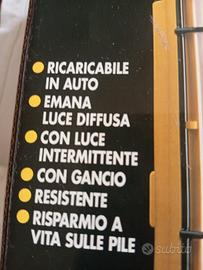 RICARICABILE
IN AUTO
EMANA
LUCE DIFFUSA
CON LUCE
INTERMITTENTE
CON GANCIO
RESISTENTE
RISPARMIO A
VITA SULLE PILE
subito